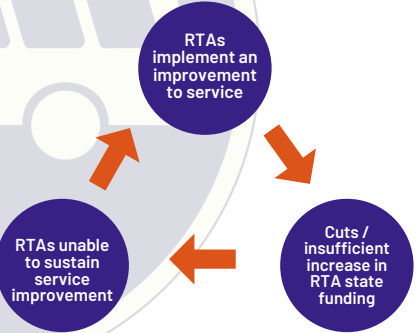 RTAs
implement an
improvement
to service
Cuts /
insufficient
increase in
RTA state
funding
RTAs unable
to sustain
service
improvement